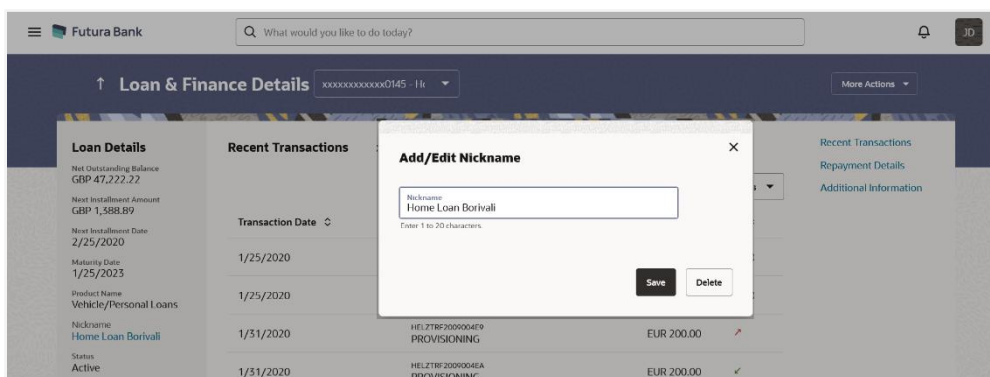 Futura Bank
What would you like to do today?
JD
Loan & Finance Details
xxxxxxxxxxxx0145 - Ho
More Actions
Loan Details
Net Outstanding Balance
GBP 47,222.22
Next Installment Amount
GBP 1,388.89
Next Installment Date
2/25/2020
Maturity Date
1/25/2023
Product Name
Vehicle/Personal Loans
Nickname
Home Loan Borivali
Status
Active
Recent Transactions
Transaction Date
1/25/2020
1/25/2020
1/31/2020
HELZTRF2009004E9
PROVISIONING
EUR 200.00
1/31/2020
HELZTRF2009004EA
PROVISIONING
EUR 200.00
Add/Edit Nickname
Nickname
Home Loan Borivali
Enter 1 to 20 characters.
Save
Delete
Recent Transactions
Repayment Details
Additional Information